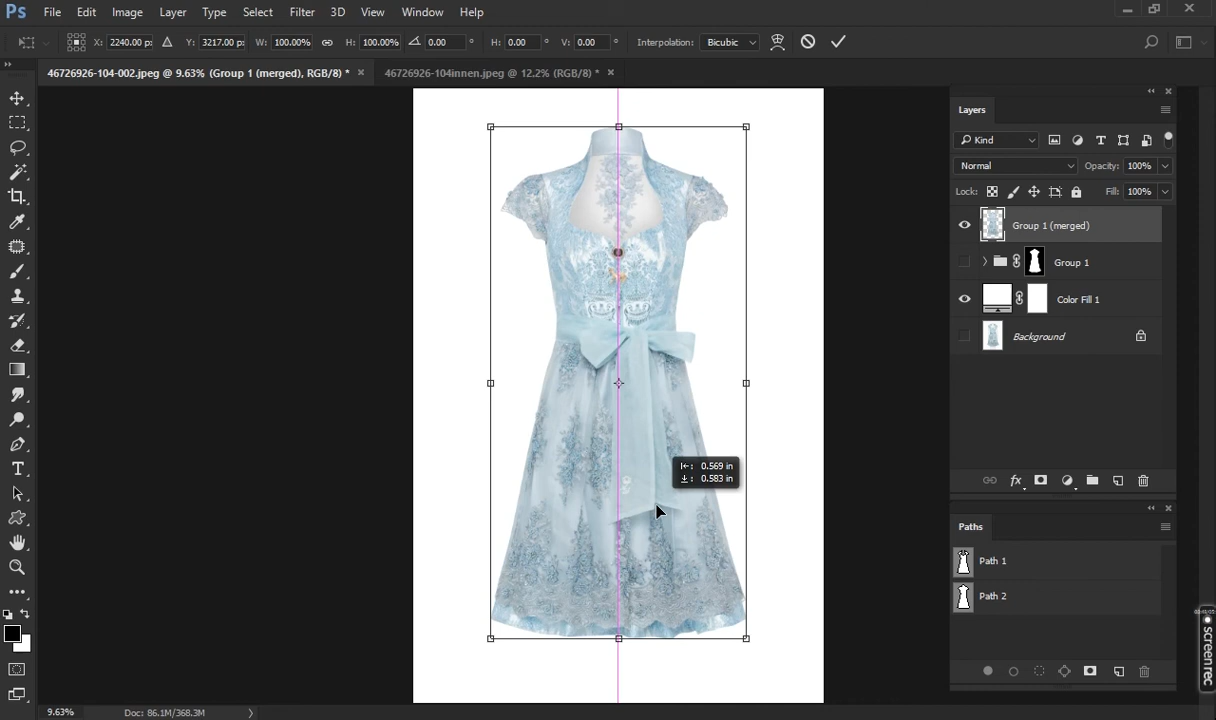 Ps File Edit Image Layer Type Select Filter 3D View Window Help
X: 2240.00 px Y: 3217.00 px W: 100.00% H: 100.00% 0.00 ° H: 0.00 ° V: 0.00 ° Interpolation: Bicubic
46726926-104-002.jpeg @ 9.63% (Group 1 (merged), RGB/8) * × 46726926-104innen.jpeg @ 12.2% (RGB/8) * ×
Layers
Kind
Normal Opacity: 100%
Lock: Fill: 100%
Group 1 (merged)
Group 1
Color Fill 1
Background
0.569 in
0.583 in
Paths
Path 1
Path 2
screen rec
9.63% Doc: 86.1M/368.3M